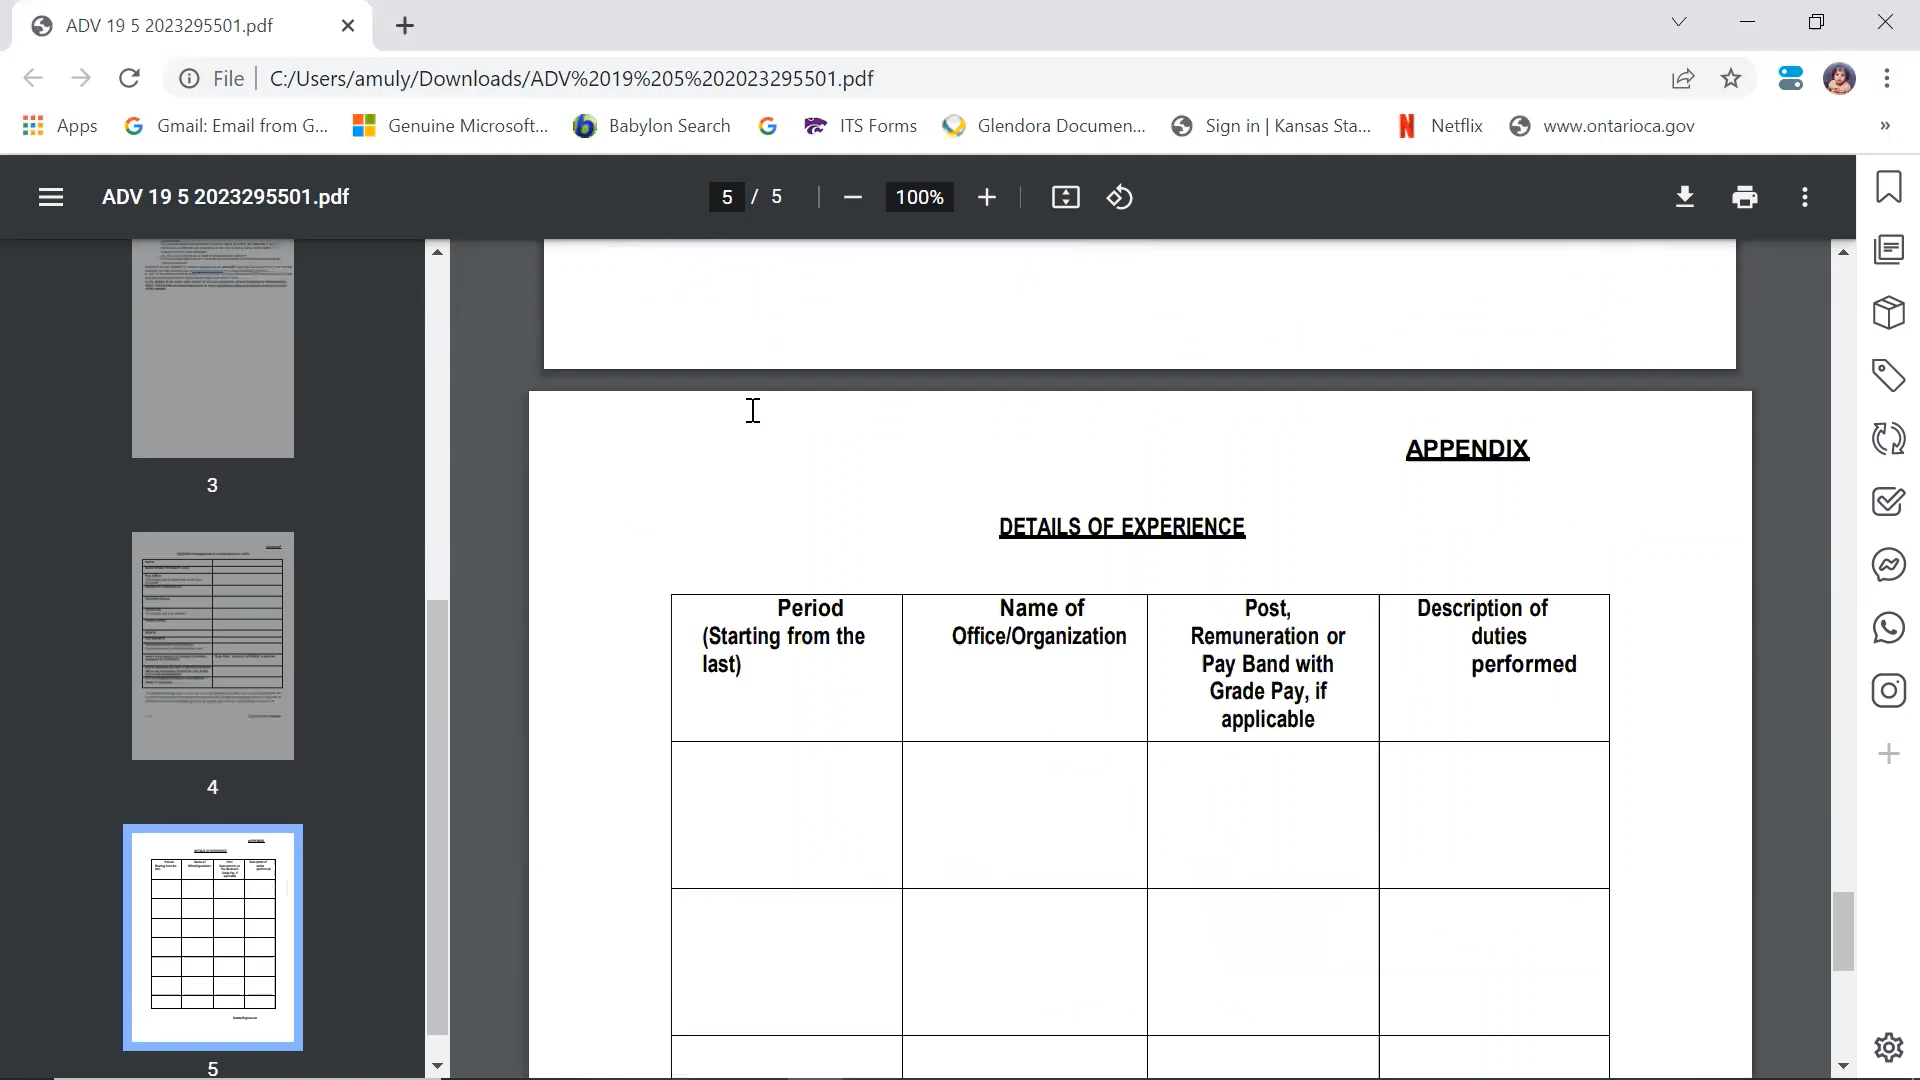 ADV 19 5 2023295501.pdf
File C:/Users/amuly/Downloads/ADV%2019%205%202023295501.pdf
Apps Gmail: Email from G... Genuine Microsoft... Babylon Search ITS Forms Glendora Documen... Sign in | Kansas Sta... Netflix www.ontarioca.gov »
ADV 19 5 2023295501.pdf 5 / 5 100%
3
4
5
APPENDIX
DETAILS OF EXPERIENCE
Period
(Starting from the
last)
Name of
Office/Organization
Post,
Remuneration or
Pay Band with
Grade Pay, if
applicable
Description of
duties
performed